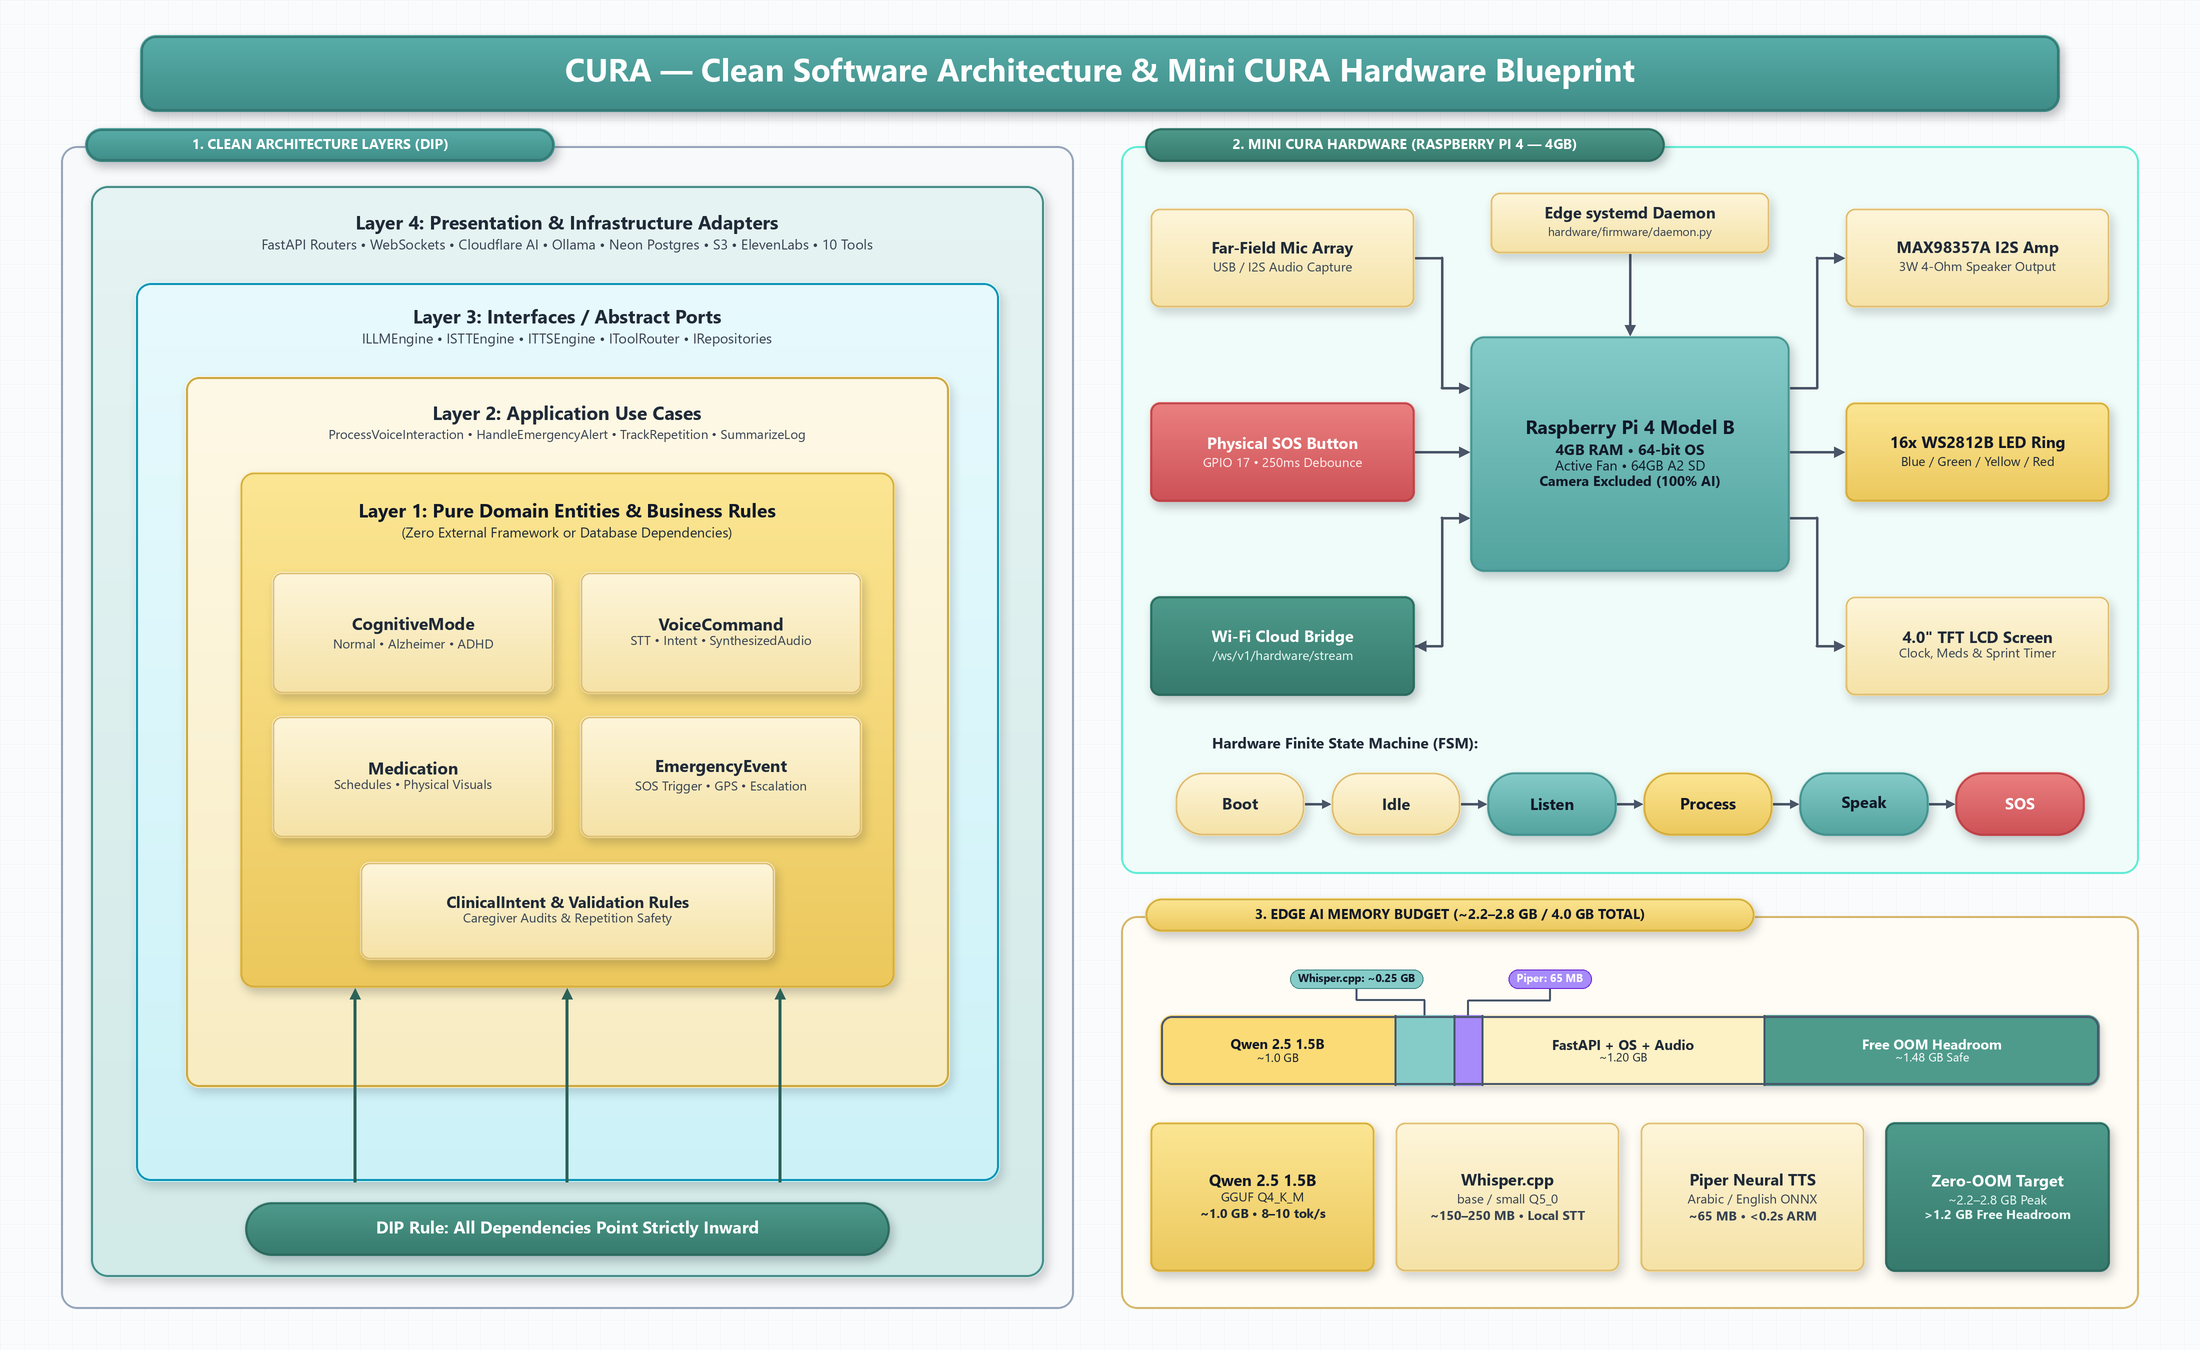 CURA — Clean Software Architecture & Mini CURA Hardware Blueprint
1. CLEAN ARCHITECTURE LAYERS (DIP)
Layer 4: Presentation & Infrastructure Adapters
FastAPI Routers • WebSockets • Cloudflare AI • Ollama • Neon Postgres • S3 • ElevenLabs • 10 Tools
Layer 3: Interfaces / Abstract Ports
ILLMEngine • ISTTEngine • ITTSEngine • IToolRouter • IRepositories
Layer 2: Application Use Cases
ProcessVoiceInteraction • HandleEmergencyAlert • TrackRepetition • SummarizeLog
Layer 1: Pure Domain Entities & Business Rules
(Zero External Framework or Database Dependencies)
CognitiveMode
Normal • Alzheimer • ADHD
VoiceCommand
STT • Intent • SynthesizedAudio
Medication
Schedules • Physical Visuals
EmergencyEvent
SOS Trigger • GPS • Escalation
ClinicalIntent & Validation Rules
Caregiver Audits & Repetition Safety
DIP Rule: All Dependencies Point Strictly Inward
2. MINI CURA HARDWARE (RASPBERRY PI 4 — 4GB)
Far-Field Mic Array
USB / I2S Audio Capture
Edge systemd Daemon
hardware/firmware/daemon.py
MAX98357A I2S Amp
3W 4-Ohm Speaker Output
Physical SOS Button
GPIO 17 • 250ms Debounce
Raspberry Pi 4 Model B
4GB RAM • 64-bit OS
Active Fan • 64GB A2 SD
Camera Excluded (100% AI)
16x WS2812B LED Ring
Blue / Green / Yellow / Red
Wi-Fi Cloud Bridge
/ws/v1/hardware/stream
4.0" TFT LCD Screen
Clock, Meds & Sprint Timer
Hardware Finite State Machine (FSM):
Boot
Idle
Listen
Process
Speak
SOS
3. EDGE AI MEMORY BUDGET (~2.2–2.8 GB / 4.0 GB TOTAL)
Whisper.cpp: ~0.25 GB
Piper: 65 MB
Qwen 2.5 1.5B
~1.0 GB
FastAPI + OS + Audio
~1.20 GB
Free OOM Headroom
~1.48 GB Safe
Qwen 2.5 1.5B
GGUF Q4_K_M
~1.0 GB • 8–10 tok/s
Whisper.cpp
base / small Q5_0
~150–250 MB • Local STT
Piper Neural TTS
Arabic / English ONNX
~65 MB • <0.2s ARM
Zero-OOM Target
~2.2–2.8 GB Peak
>1.2 GB Free Headroom